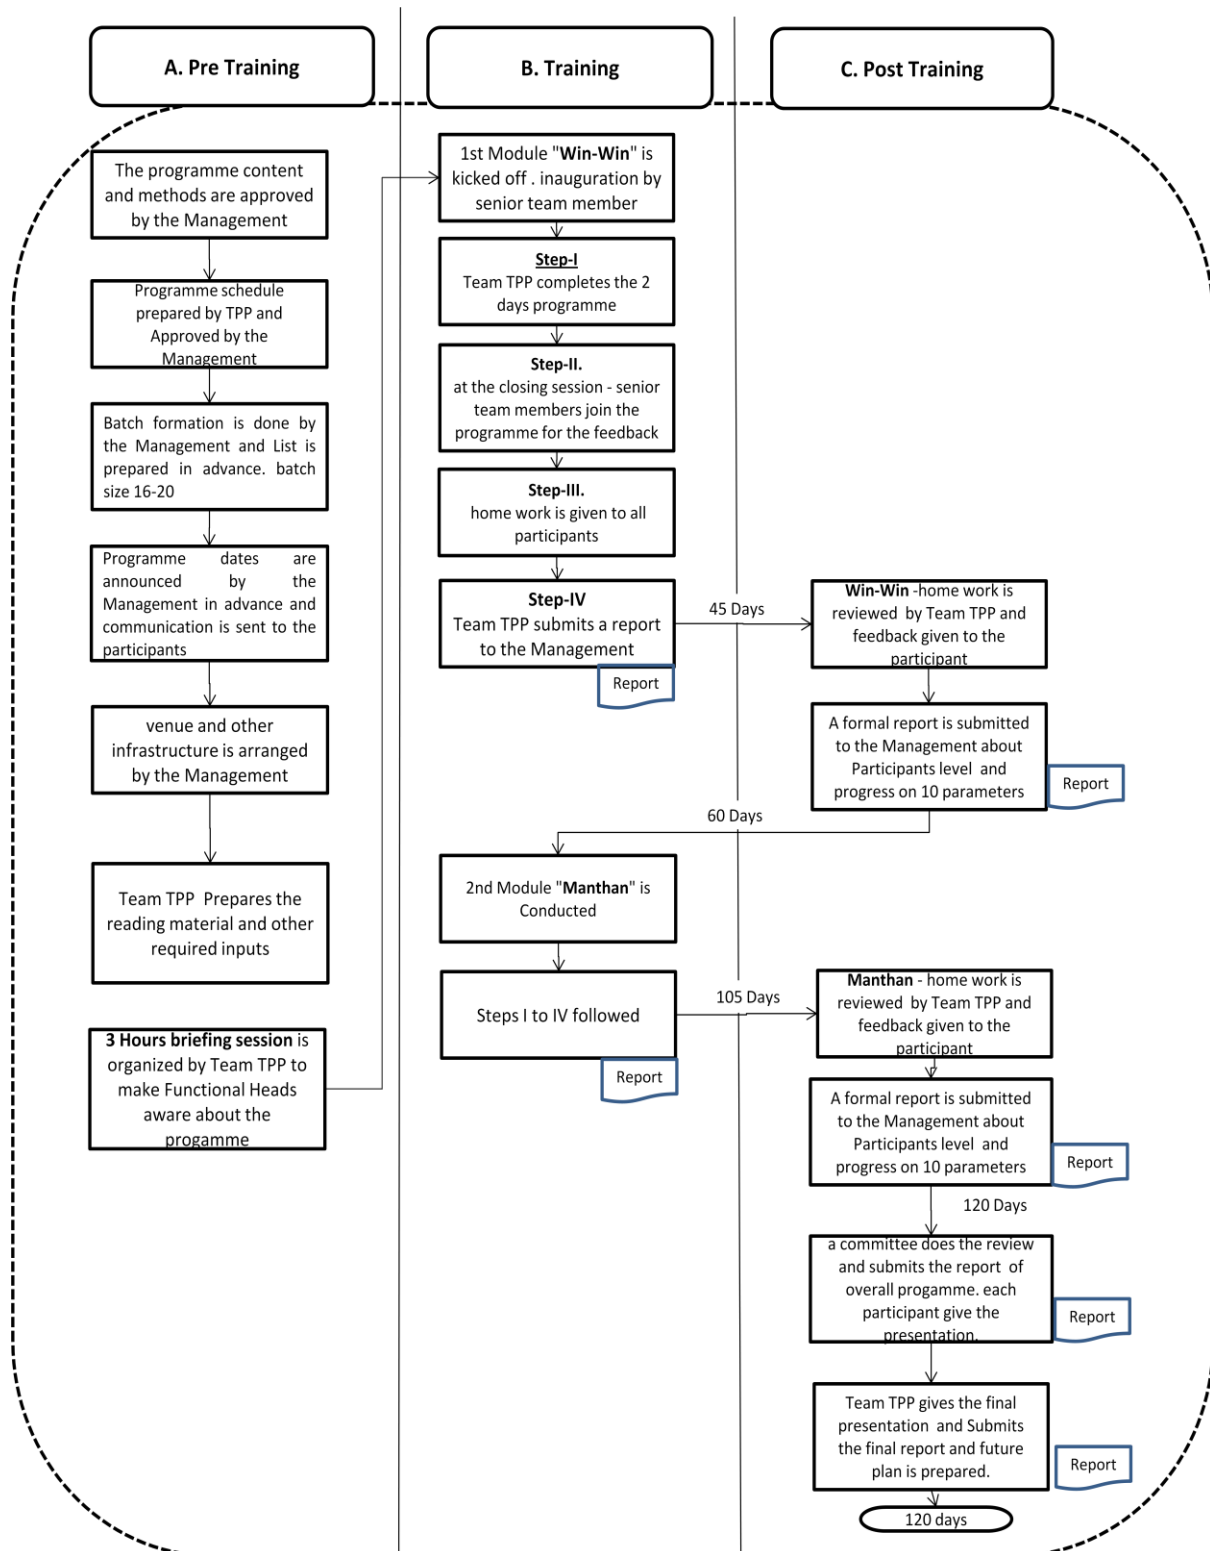 A. Pre Training
B. Training
C. Post Training
The programme content
and methods are approved
by the Management
Programme schedule
prepared by TPP and
Approved by the
Management
Batch formation is done by
the Management and List is
prepared in advance. batch
size 16-20
Programme dates are
announced by the
Management in advance and
communication is sent to the
participants
venue and other
infrastructure is arranged
by the Management
Team TPP Prepares the
reading material and other
required inputs
3 Hours briefing session is
organized by Team TPP to
make Functional Heads
aware about the
progamme
1st Module "Win-Win" is
kicked off . inauguration by
senior team member
Step-I
Team TPP completes the 2
days programme
Step-II.
at the closing session - senior
team members join the
programme for the feedback
Step-III.
home work is given to all
participants
Step-IV
Team TPP submits a report
to the Management
Report
45 Days
Win-Win -home work is
reviewed by Team TPP and
feedback given to the
participant
A formal report is submitted
to the Management about
Participants level and
progress on 10 parameters
Report
60 Days
2nd Module "Manthan" is
Conducted
Steps I to IV followed
Report
105 Days
Manthan - home work is
reviewed by Team TPP and
feedback given to the
participant
A formal report is submitted
to the Management about
Participants level and
progress on 10 parameters
Report
120 Days
a committee does the review
and submits the report of
overall progamme. each
participant give the
presentation.
Report
Team TPP gives the final
presentation and Submits
the final report and future
plan is prepared.
Report
120 days